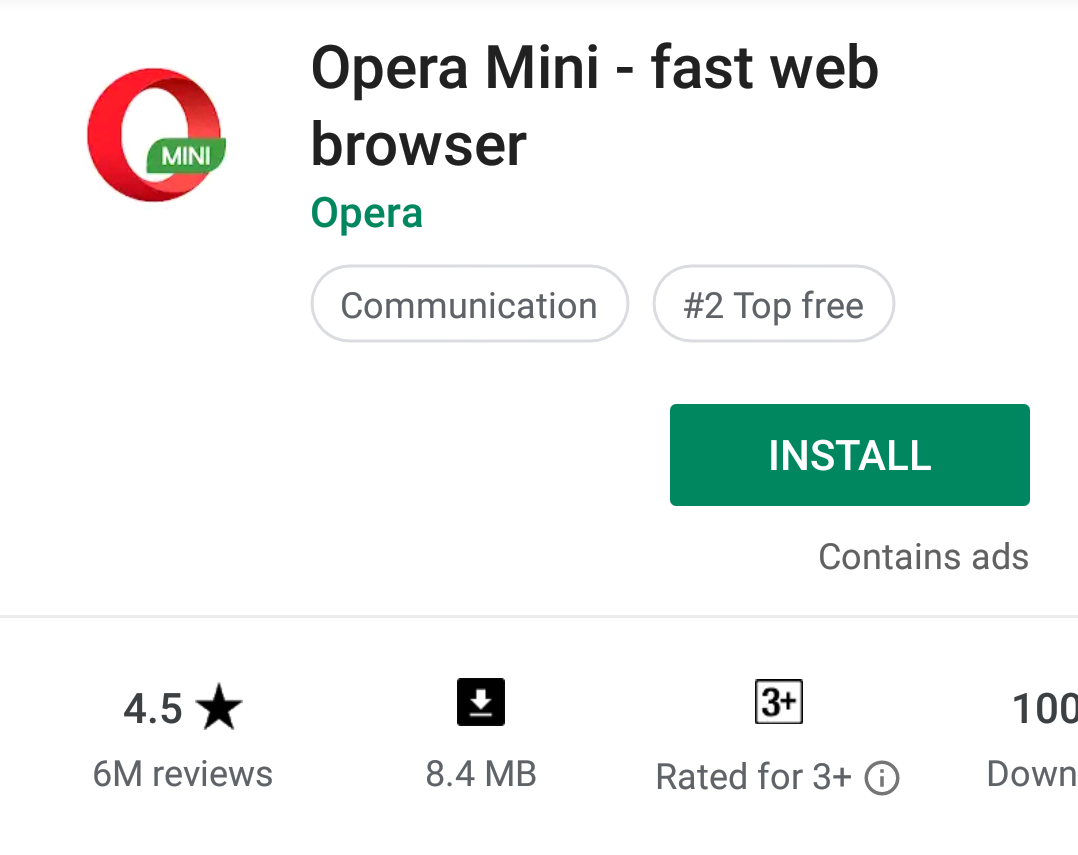 Opera Mini - fast web
browser
MINI
Opera
Communication #2 Top free
INSTALL
Contains ads
4.5 3+ 100
6M reviews 8.4 MB Rated for 3+ Down